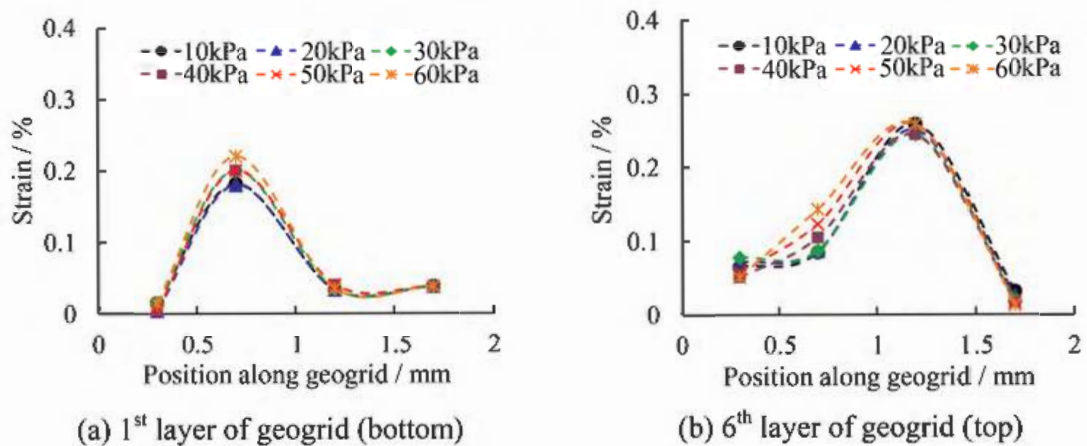 0.4
10kPa 20kPa 30kPa
40kPa 50kPa 60kPa
0.3
0.2
0.1
0
Strain / %
0 0.5 1 1.5 2
Position along geogrid / mm
(a) 1st layer of geogrid (bottom)
0.4
10kPa 20kPa 30kPa
40kPa 50kPa 60kPa
0.3
0.2
0.1
0
Strain / %
0 0.5 1 1.5 2
Position along geogrid / mm
(b) 6th layer of geogrid (top)